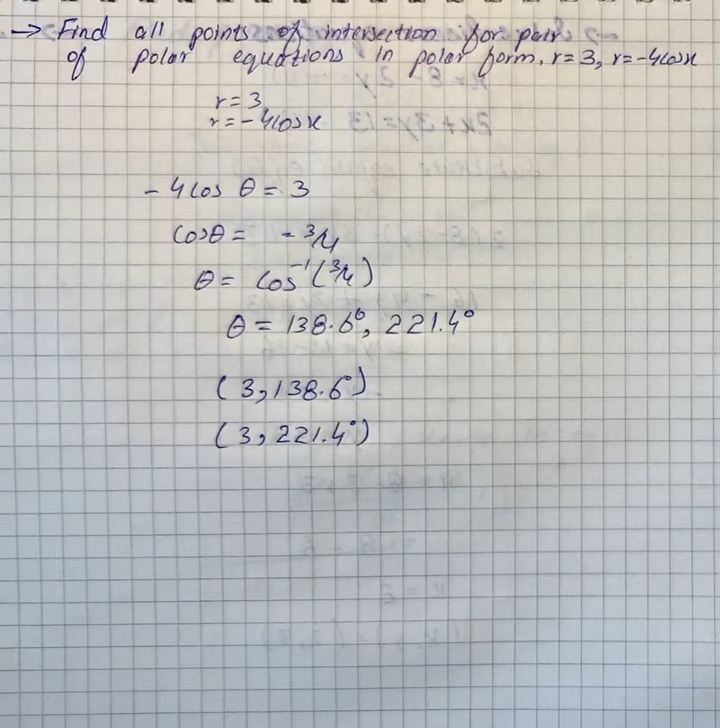 → Find all points of intersection for pair
of polar equations in polar form. r=3, r=-4cosx
r=3
r=-4cosx
-4cos θ = 3
cosθ = -3/4
θ = cos⁻¹(3/4)
θ = 138.6°, 221.4°
(3,138.6°)
(3,221.4°)